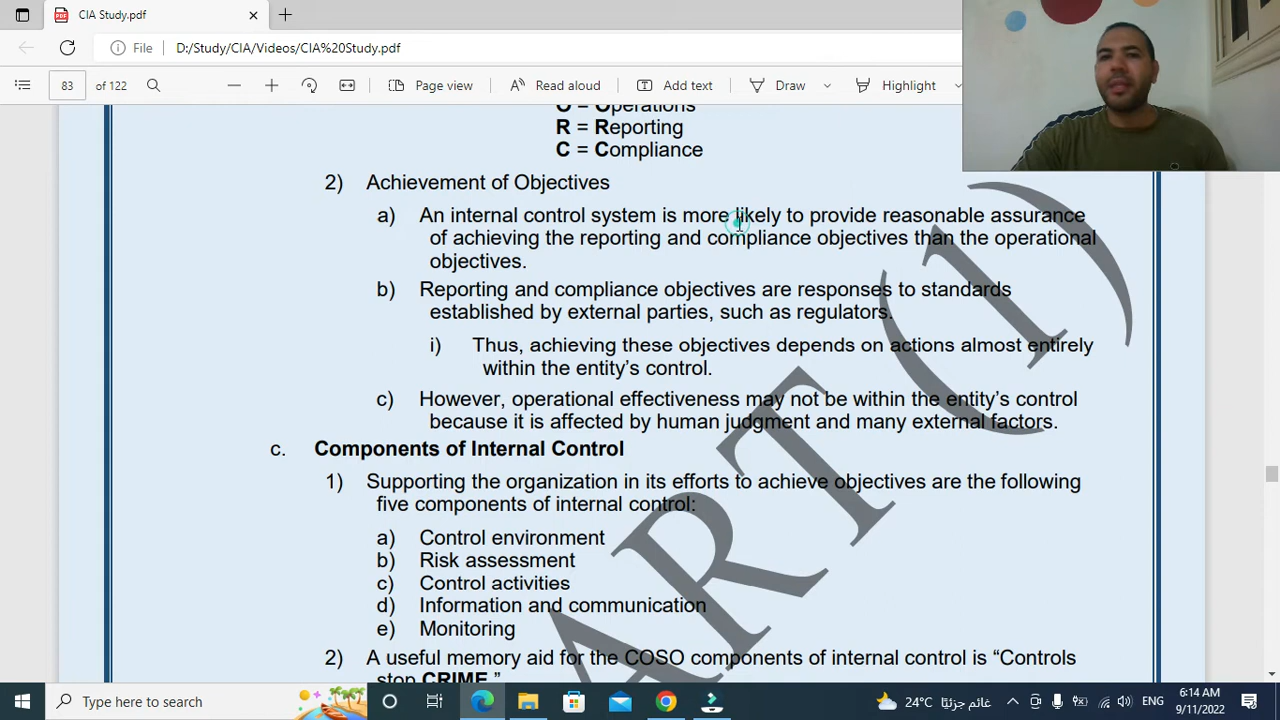 CIA Study.pdf
File
D:/Study/CIA/Videos/CIA%20Study.pdf
83
of 122
Page view
Read aloud
Add text
Draw
Highlight
O = Operations
R = Reporting
C = Compliance
2) Achievement of Objectives
a) An internal control system is more likely to provide reasonable assurance
of achieving the reporting and compliance objectives than the operational
objectives.
b) Reporting and compliance objectives are responses to standards
established by external parties, such as regulators.
i) Thus, achieving these objectives depends on actions almost entirely
within the entity's control.
c) However, operational effectiveness may not be within the entity's control
because it is affected by human judgment and many external factors.
c. Components of Internal Control
1) Supporting the organization in its efforts to achieve objectives are the following
five components of internal control:
a) Control environment
b) Risk assessment
c) Control activities
d) Information and communication
e) Monitoring
2) A useful memory aid for the COSO components of internal control is “Controls
stop CRIME.”
ART (1)
Type here to search
24°C
غائم جزئيًا
ENG
6:14 AM
9/11/2022